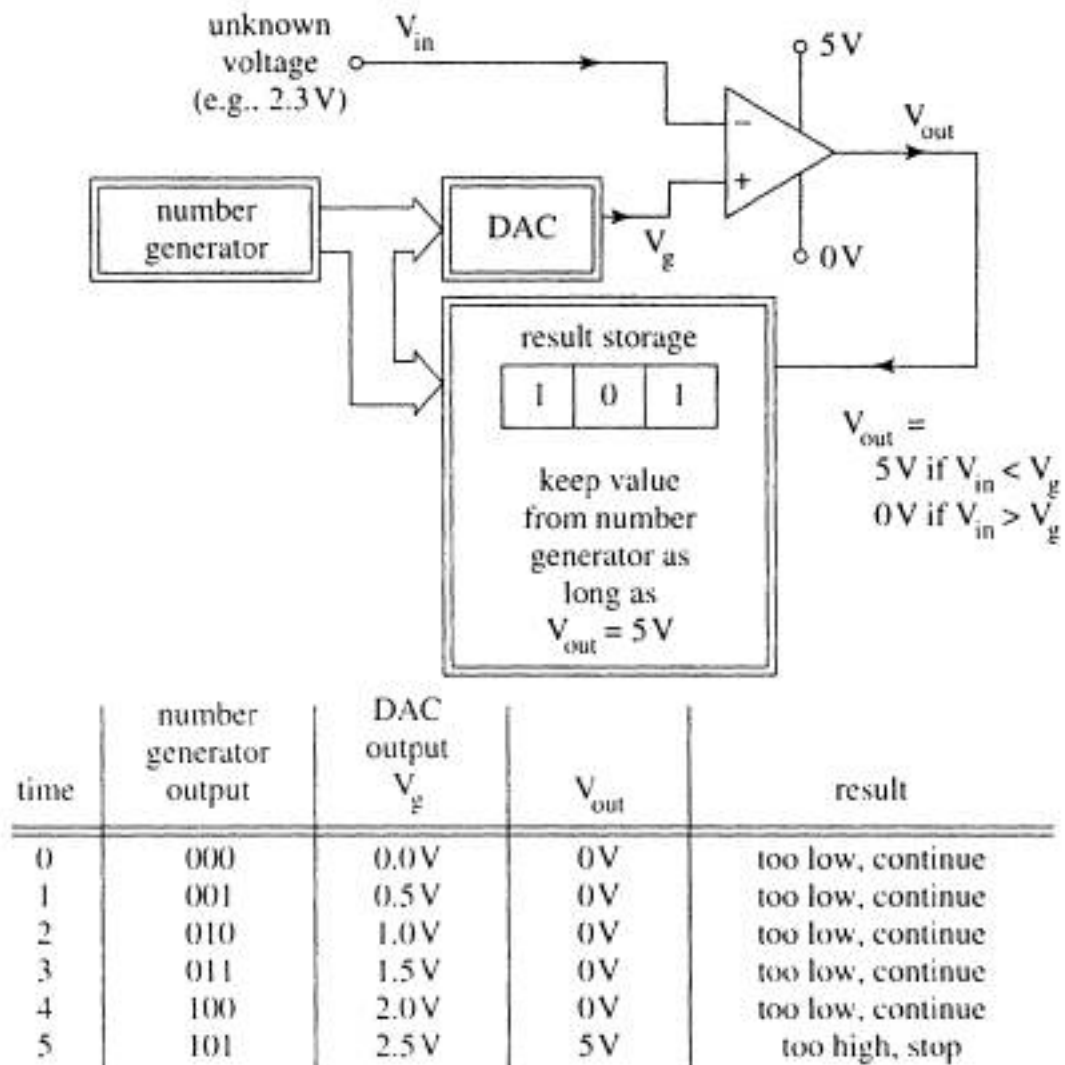 unknown
voltage
(e.g., 2.3 V)
V_in
5 V
−
+
V_out
0 V
number
generator
DAC
V_g
result storage
1 0 1
keep value
from number
generator as
long as
V_out = 5 V
V_out =
5 V if V_in < V_g
0 V if V_in > V_g
number
generator
output
DAC
output
V_g
time
V_out
result
0 000 0.0 V 0 V too low, continue
1 001 0.5 V 0 V too low, continue
2 010 1.0 V 0 V too low, continue
3 011 1.5 V 0 V too low, continue
4 100 2.0 V 0 V too low, continue
5 101 2.5 V 5 V too high, stop